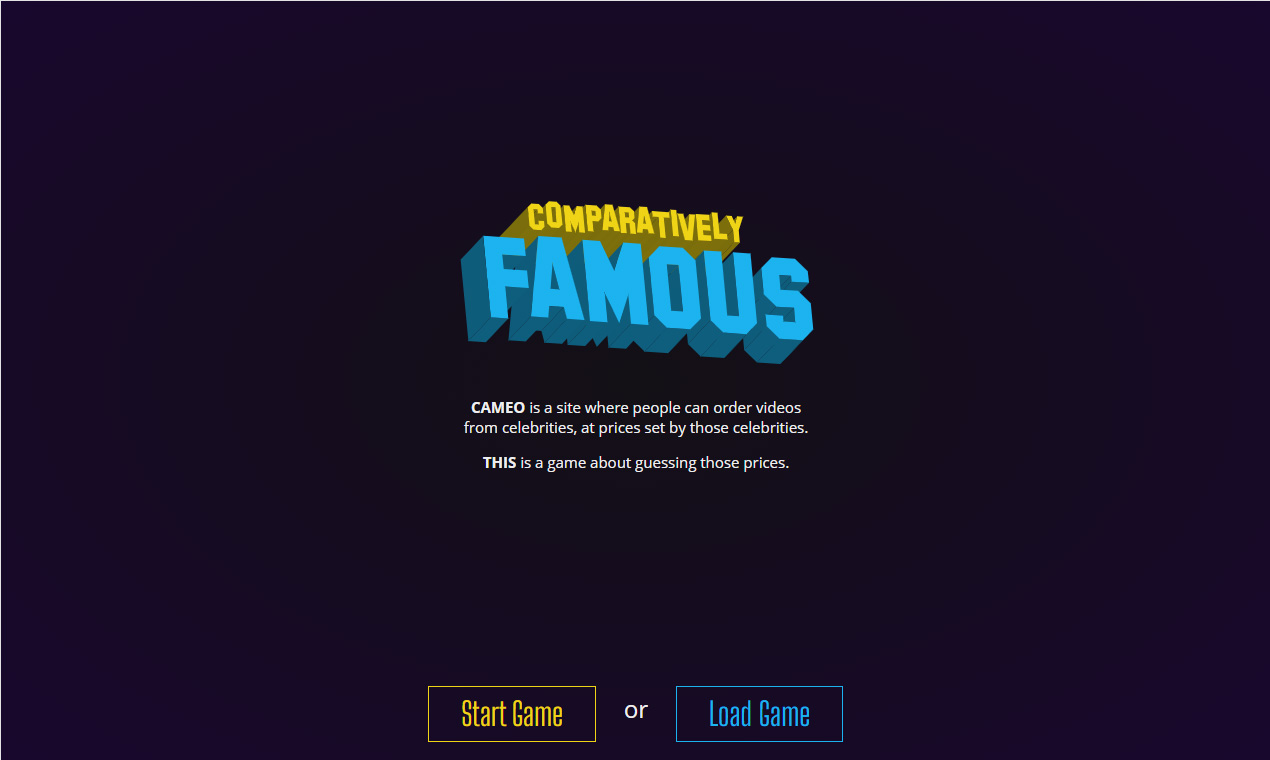 COMPARATIVELY
FAMOUS
CAMEO is a site where people can order videos
from celebrities, at prices set by those celebrities.
THIS is a game about guessing those prices.
Start Game or Load Game